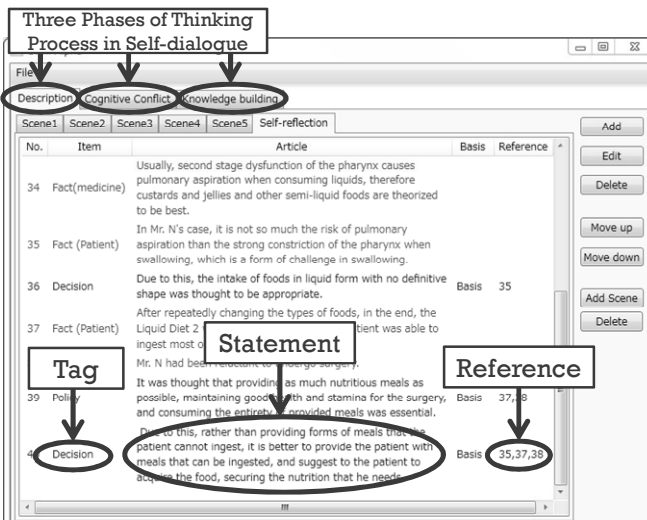 Three Phases of Thinking
Process in Self-dialogue
File
Description Cognitive Conflict Knowledge building
Scene1 Scene2 Scene3 Scene4 Scene5 Self-reflection
No. Item Article Basis Reference
Usually, second stage dysfunction of the pharynx causes
34 Fact(medicine) pulmonary aspiration when consuming liquids, therefore
custards and jellies and other semi-liquid foods are theorized
to be best.
In Mr. N's case, it is not so much the risk of pulmonary
35 Fact (Patient) aspiration than the strong constriction of the pharynx when
swallowing, which is a form of challenge in swallowing.
36 Decision Due to this, the intake of foods in liquid form with no definitive
shape was thought to be appropriate. Basis 35
After repeatedly changing the types of foods, in the end, the
37 Fact (Patient) Liquid Diet 2 patient was able to
ingest most
Mr. N had been reluctant to undergo surgery.
It was thought that providing as much nutritious meals as
39 Policy possible, maintaining good health and stamina for the surgery, Basis 37,38
and consuming the entirety of provided meals was essential.
Due to this, rather than providing forms of meals that the
Decision patient cannot ingest, it is better to provide the patient with Basis 35,37,38
meals that can be ingested, and suggest to the patient to
acquire the food, securing the nutrition that he needs.
Tag
Statement
Reference
Add
Edit
Delete
Move up
Move down
Add Scene
Delete